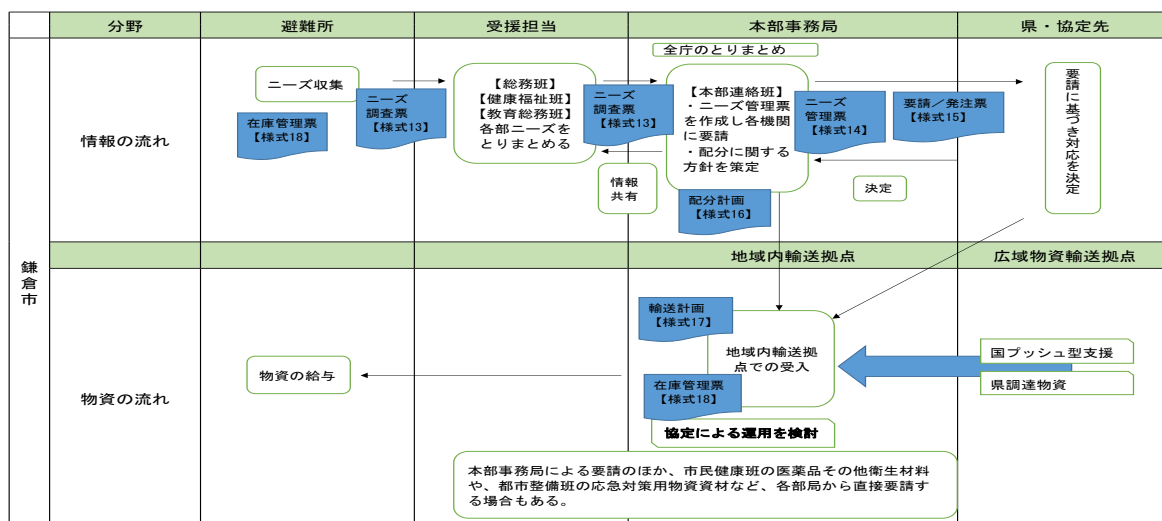 分野
避難所
受援担当
本部事務局
県・協定先
鎌倉市
情報の流れ
ニーズ収集
在庫管理票
【様式18】
ニーズ
調査票
【様式13】
【総務班】
【健康福祉班】
【教育総務班】
各部ニーズを
とりまとめる
ニーズ
調査票
【様式13】
情報
共有
全庁のとりまとめ
【本部連絡班】
・ニーズ管理票
を作成し各機関
に要請
・配分に関する
方針を策定
配分計画
【様式16】
ニーズ
管理票
【様式14】
要請/発注票
【様式15】
決定
要請に基づき対応を決定
地域内輸送拠点
広域物資輸送拠点
物資の流れ
物資の給与
輸送計画
【様式17】
地域内輸送拠
点での受入
在庫管理票
【様式18】
協定による運用を検討
国プッシュ型支援
県調達物資
本部事務局による要請のほか、市民健康班の医薬品その他衛生材料
や、都市整備班の応急対策用物資資材など、各部局から直接要請す
る場合もある。